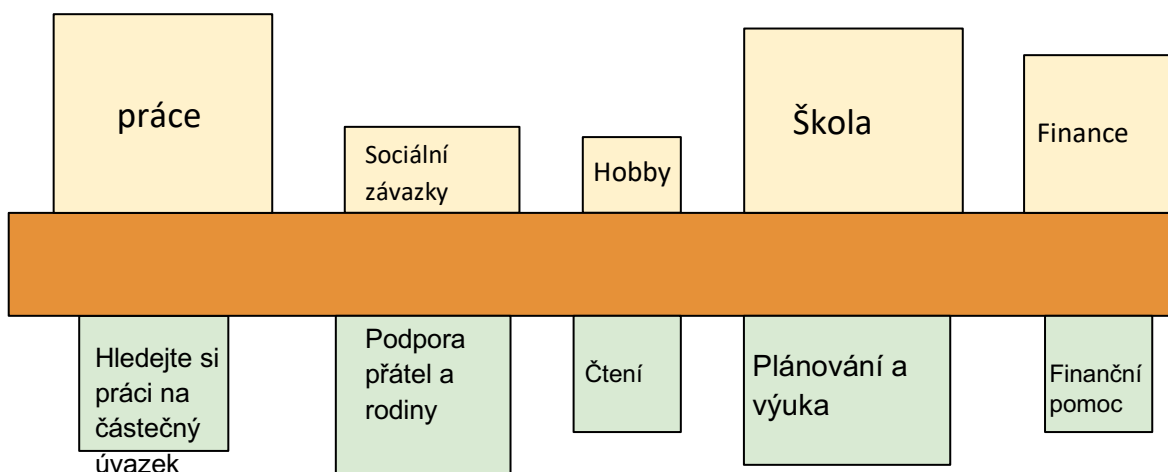 práce
Sociální
závazky
Hobby
Škola
Finance
Hledejte si
práci na
částečný
úvazek
Podpora
přátel a
rodiny
Čtení
Plánování a
výuka
Finanční
pomoc